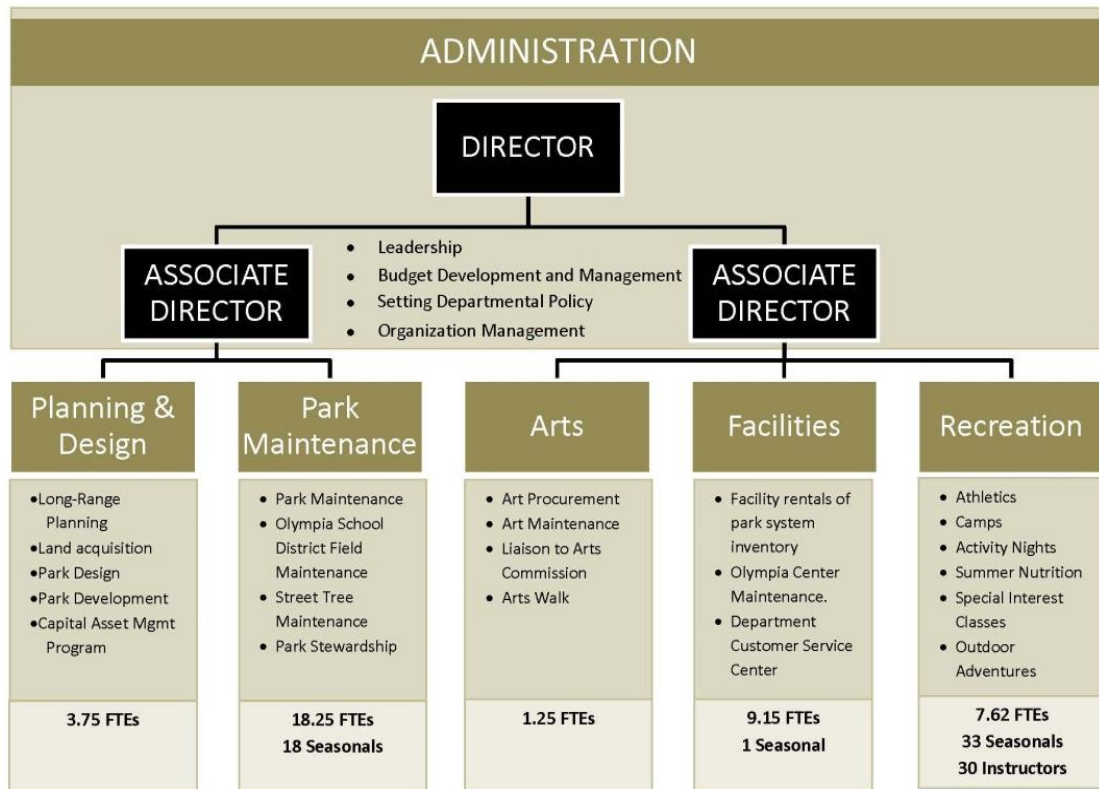 ADMINISTRATION
DIRECTOR
ASSOCIATE
DIRECTOR
• Leadership
• Budget Development and Management
• Setting Departmental Policy
• Organization Management
ASSOCIATE
DIRECTOR
Planning &
Design
•Long-Range
Planning
•Land acquisition
•Park Design
•Park Development
•Capital Asset Mgmt
Program
3.75 FTEs
Park
Maintenance
• Park Maintenance
• Olympia School
District Field
Maintenance
• Street Tree
Maintenance
• Park Stewardship
18.25 FTEs
18 Seasonals
Arts
• Art Procurement
• Art Maintenance
• Liaison to Arts
Commission
• Arts Walk
1.25 FTEs
Facilities
• Facility rentals of
park system
inventory
• Olympia Center
Maintenance.
• Department
Customer Service
Center
9.15 FTEs
1 Seasonal
Recreation
• Athletics
• Camps
• Activity Nights
• Summer Nutrition
• Special Interest
Classes
• Outdoor
Adventures
7.62 FTEs
33 Seasonals
30 Instructors